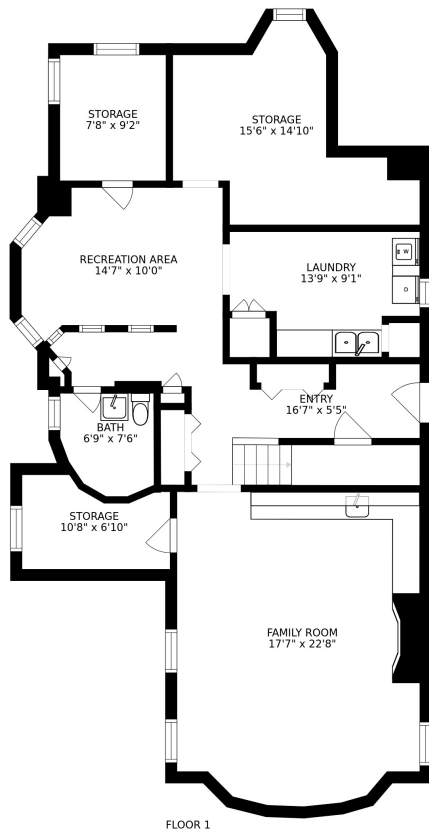 STORAGE
7'8" x 9'2"
STORAGE
15'6" x 14'10"
RECREATION AREA
14'7" x 10'0"
LAUNDRY
13'9" x 9'1"
W
D
ENTRY
16'7" x 5'5"
BATH
6'9" x 7'6"
STORAGE
10'8" x 6'10"
FAMILY ROOM
17'7" x 22'8"
FLOOR 1